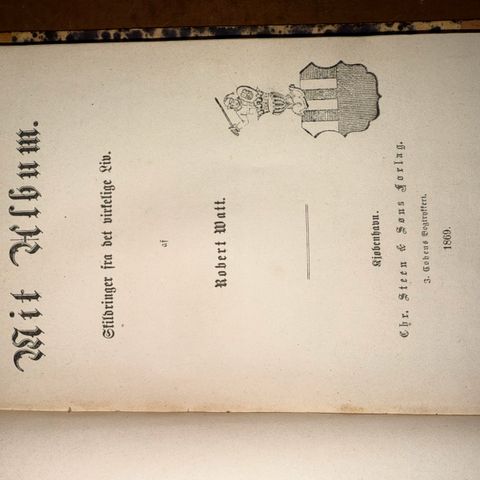 Mit Album.
Skildringer fra det virkelige Liv.
af
Robert Watt.
Kjøbenhavn.
Chr. Steen & Søns Forlag.
J. Cohens Bogtrykkeri.
1869.